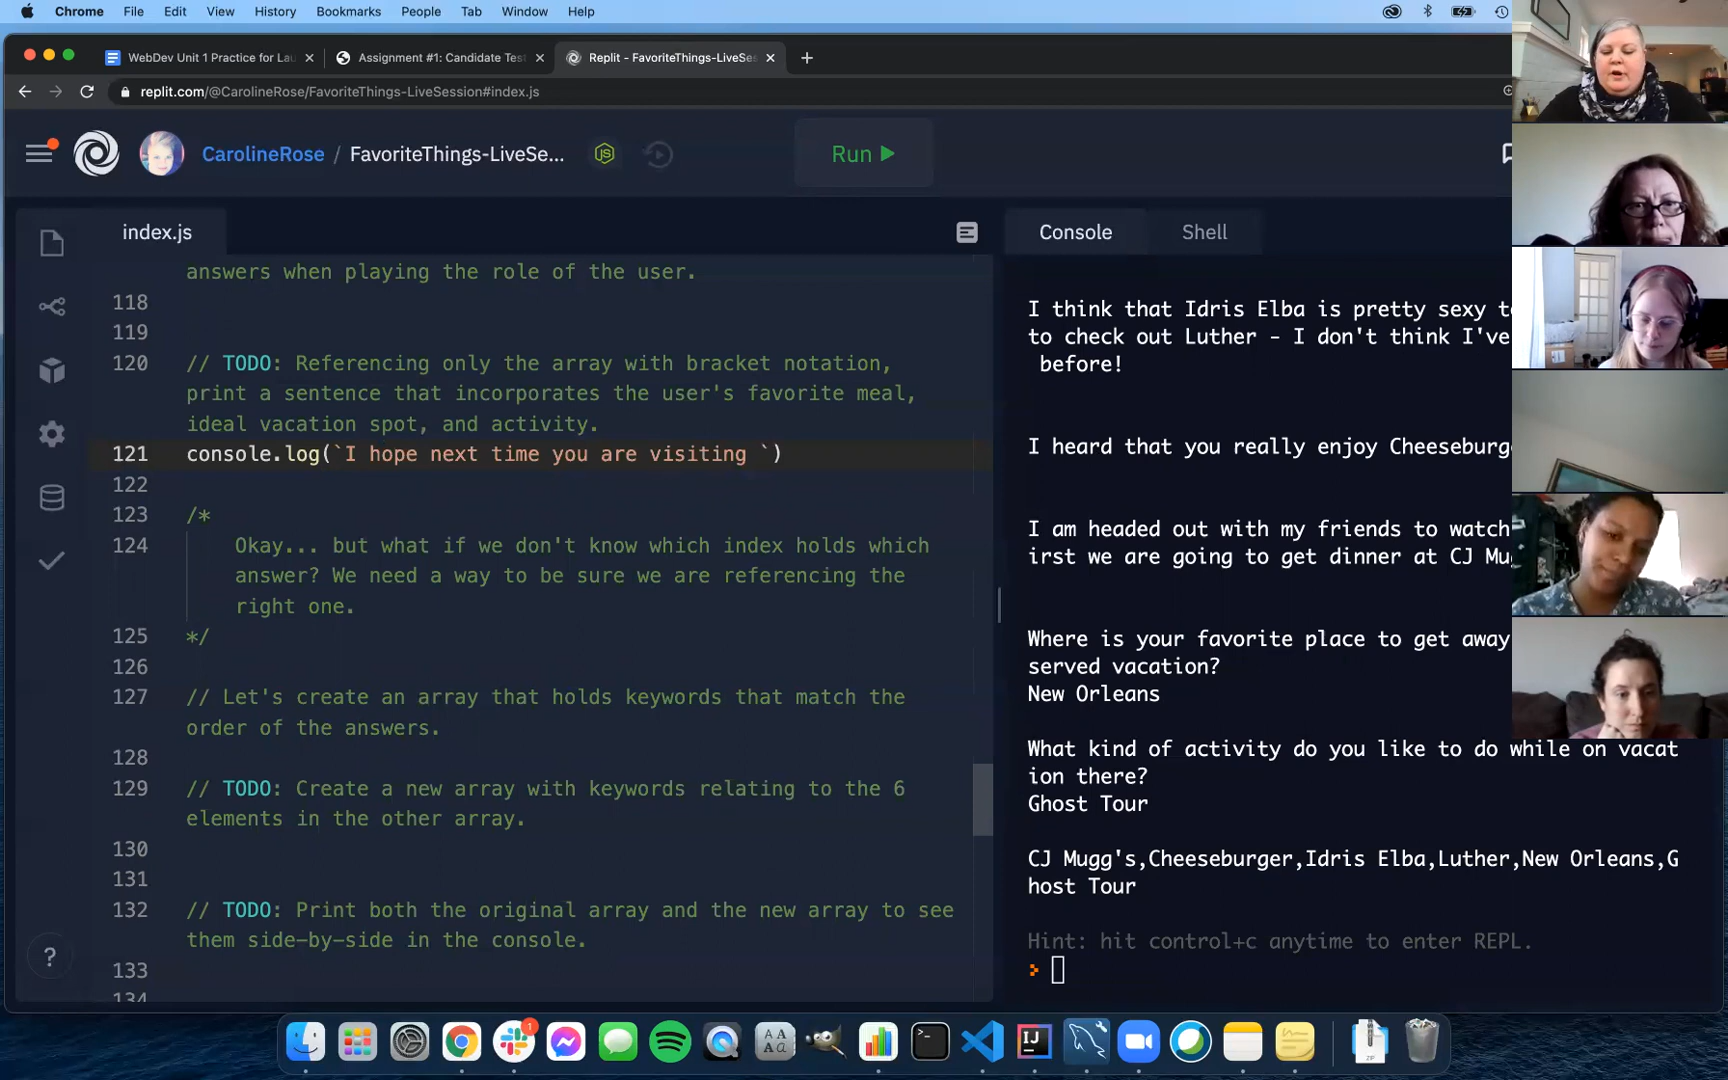 Chrome File Edit View History Bookmarks People Tab Window Help
WebDev Unit 1 Practice for Lau
Assignment #1: Candidate Test
Replit - FavoriteThings-LiveSes
replit.com/@CarolineRose/FavoriteThings-LiveSession#index.js
CarolineRose / FavoriteThings-LiveSe...
Run
index.js
Console Shell
answers when playing the role of the user.
118
119
120 // TODO: Referencing only the array with bracket notation,
print a sentence that incorporates the user's favorite meal,
ideal vacation spot, and activity.
121 console.log(`I hope next time you are visiting `)
122
123 /*
124 Okay... but what if we don't know which index holds which
answer? We need a way to be sure we are referencing the
right one.
125 */
126
127 // Let's create an array that holds keywords that match the
order of the answers.
128
129 // TODO: Create a new array with keywords relating to the 6
elements in the other array.
130
131
132 // TODO: Print both the original array and the new array to see
them side-by-side in the console.
133
134
I think that Idris Elba is pretty sexy t
to check out Luther - I don't think I've
before!
I heard that you really enjoy Cheeseburg
I am headed out with my friends to watch
irst we are going to get dinner at CJ Mu
Where is your favorite place to get away
served vacation?
New Orleans
What kind of activity do you like to do while on vacat
ion there?
Ghost Tour
CJ Mugg's,Cheeseburger,Idris Elba,Luther,New Orleans,G
host Tour
Hint: hit control+c anytime to enter REPL.